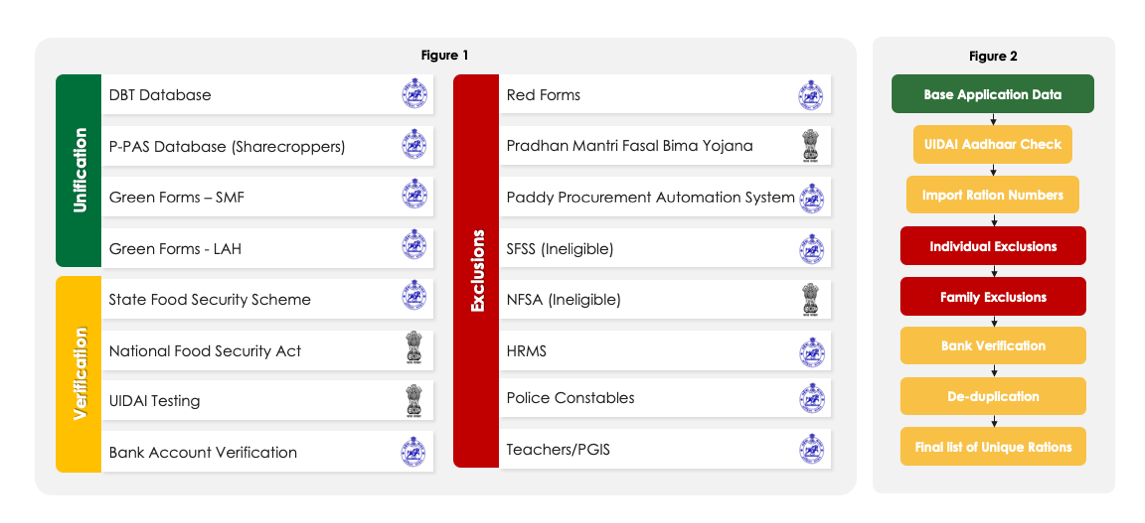 Figure 1
Unification
DBT Database
P-PAS Database (Sharecroppers)
Green Forms – SMF
Green Forms - LAH
Verification
State Food Security Scheme
National Food Security Act
UIDAI Testing
Bank Account Verification
Exclusions
Red Forms
Pradhan Mantri Fasal Bima Yojana
Paddy Procurement Automation System
SFSS (Ineligible)
NFSA (Ineligible)
HRMS
Police Constables
Teachers/PGIS
Figure 2
Base Application Data
UIDAI Aadhaar Check
Import Ration Numbers
Individual Exclusions
Family Exclusions
Bank Verification
De-duplication
Final list of Unique Rations